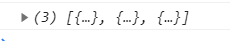 (3) [{…}, {…}, {…}]